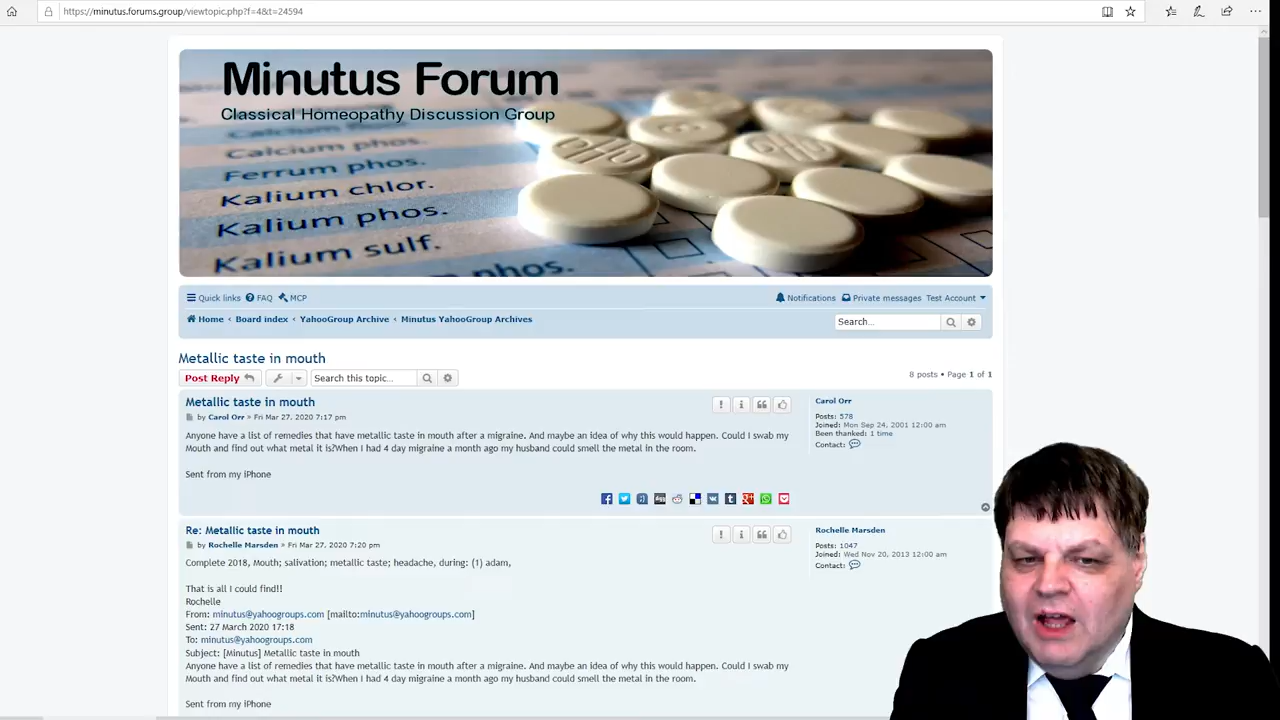 https://minutus.forums.group/viewtopic.php?f=4&t=24594
Minutus Forum
Classical Homeopathy Discussion Group
Calcium phos.
Ferrum phos.
Kalium chlor.
Kalium phos.
Kalium sulf.
phos.
Quick links FAQ MCP
Notifications Private messages Test Account
Home ‹ Board index ‹ YahooGroup Archive ‹ Minutus YahooGroup Archives
Search...
Metallic taste in mouth
Post Reply
Search this topic...
8 posts • Page 1 of 1
Metallic taste in mouth
by Carol Orr » Fri Mar 27, 2020 7:17 pm
Anyone have a list of remedies that have metallic taste in mouth after a migraine. And maybe an idea of why this would happen. Could I swab my
Mouth and find out what metal it is?When I had 4 day migraine a month ago my husband could smell the metal in the room.
Sent from my iPhone
Carol Orr
Posts: 578
Joined: Mon Sep 24, 2001 12:00 am
Been thanked: 1 time
Contact:
Re: Metallic taste in mouth
by Rochelle Marsden » Fri Mar 27, 2020 7:20 pm
Complete 2018, Mouth; salivation; metallic taste; headache, during: (1) adam,
That is all I could find!!
Rochelle
From: minutus@yahoogroups.com [mailto:minutus@yahoogroups.com]
Sent: 27 March 2020 17:18
To: minutus@yahoogroups.com
Subject: [Minutus] Metallic taste in mouth
Anyone have a list of remedies that have metallic taste in mouth after a migraine. And maybe an idea of why this would happen. Could I swab my
Mouth and find out what metal it is?When I had 4 day migraine a month ago my husband could smell the metal in the room.
Sent from my iPhone
Rochelle Marsden
Posts: 1047
Joined: Wed Nov 20, 2013 12:00 am
Contact: